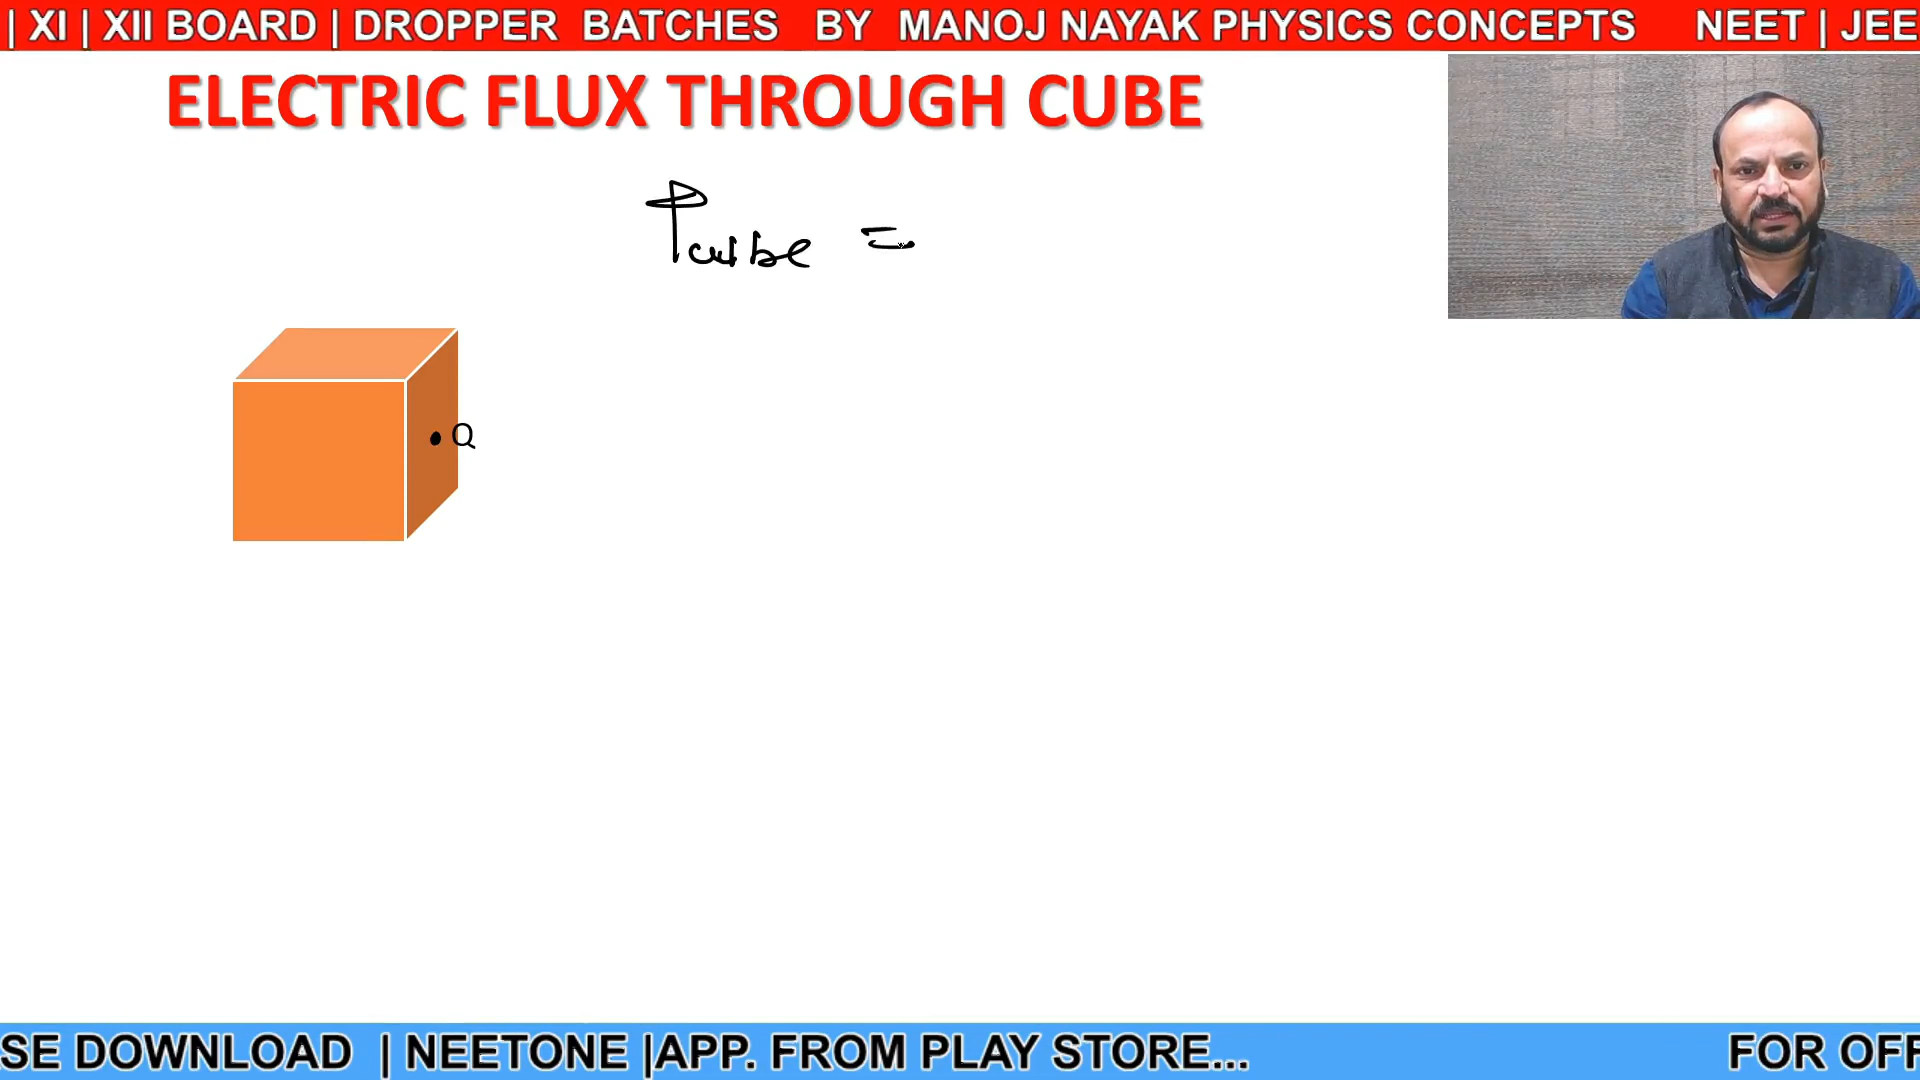 | XI | XII BOARD | DROPPER BATCHES BY MANOJ NAYAK PHYSICS CONCEPTS NEET | JEE
ELECTRIC FLUX THROUGH CUBE
Φcube =
Q
SE DOWNLOAD | NEETONE |APP. FROM PLAY STORE... FOR OFF